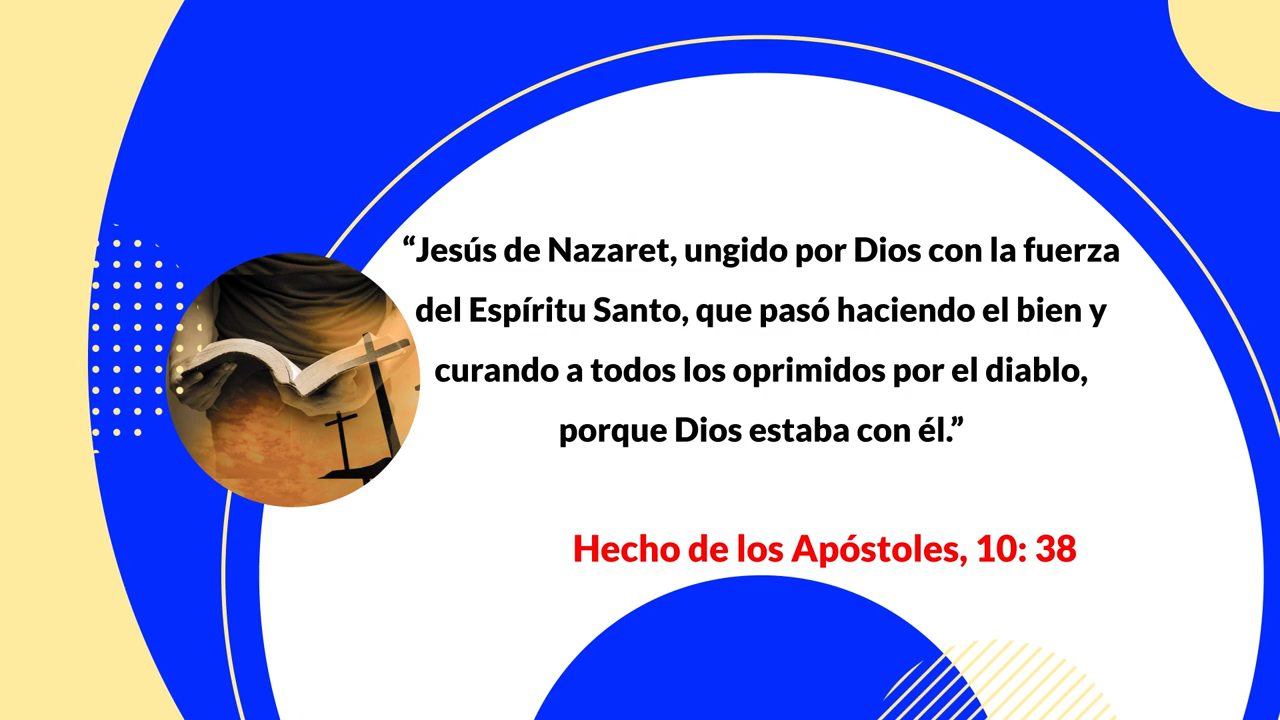 “Jesús de Nazaret, ungido por Dios con la fuerza
del Espíritu Santo, que pasó haciendo el bien y
curando a todos los oprimidos por el diablo,
porque Dios estaba con él.”
Hecho de los Apóstoles, 10: 38